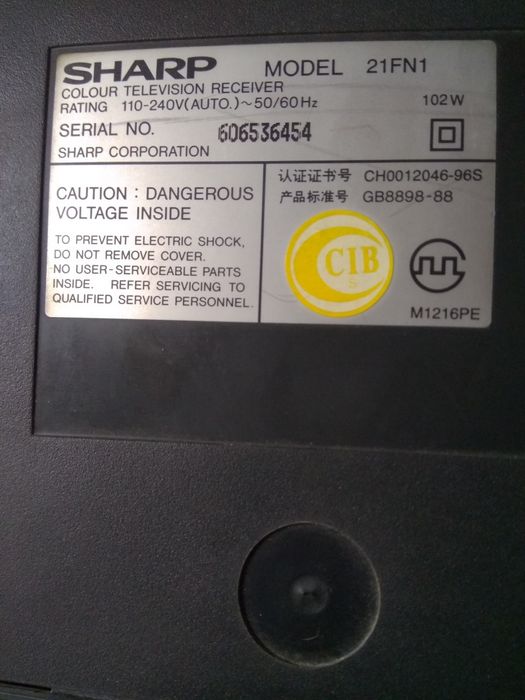 SHARP MODEL 21FN1
COLOUR TELEVISION RECEIVER
RATING 110-240V(AUTO.)~50/60Hz 102W
SERIAL NO. 606536454
SHARP CORPORATION
CAUTION : DANGEROUS
VOLTAGE INSIDE
TO PREVENT ELECTRIC SHOCK,
DO NOT REMOVE COVER.
NO USER-SERVICEABLE PARTS
INSIDE. REFER SERVICING TO
QUALIFIED SERVICE PERSONNEL.
认证证书号 CH0012046-96S
产品标准号 GB8898-88
CIB
S
M1216PE